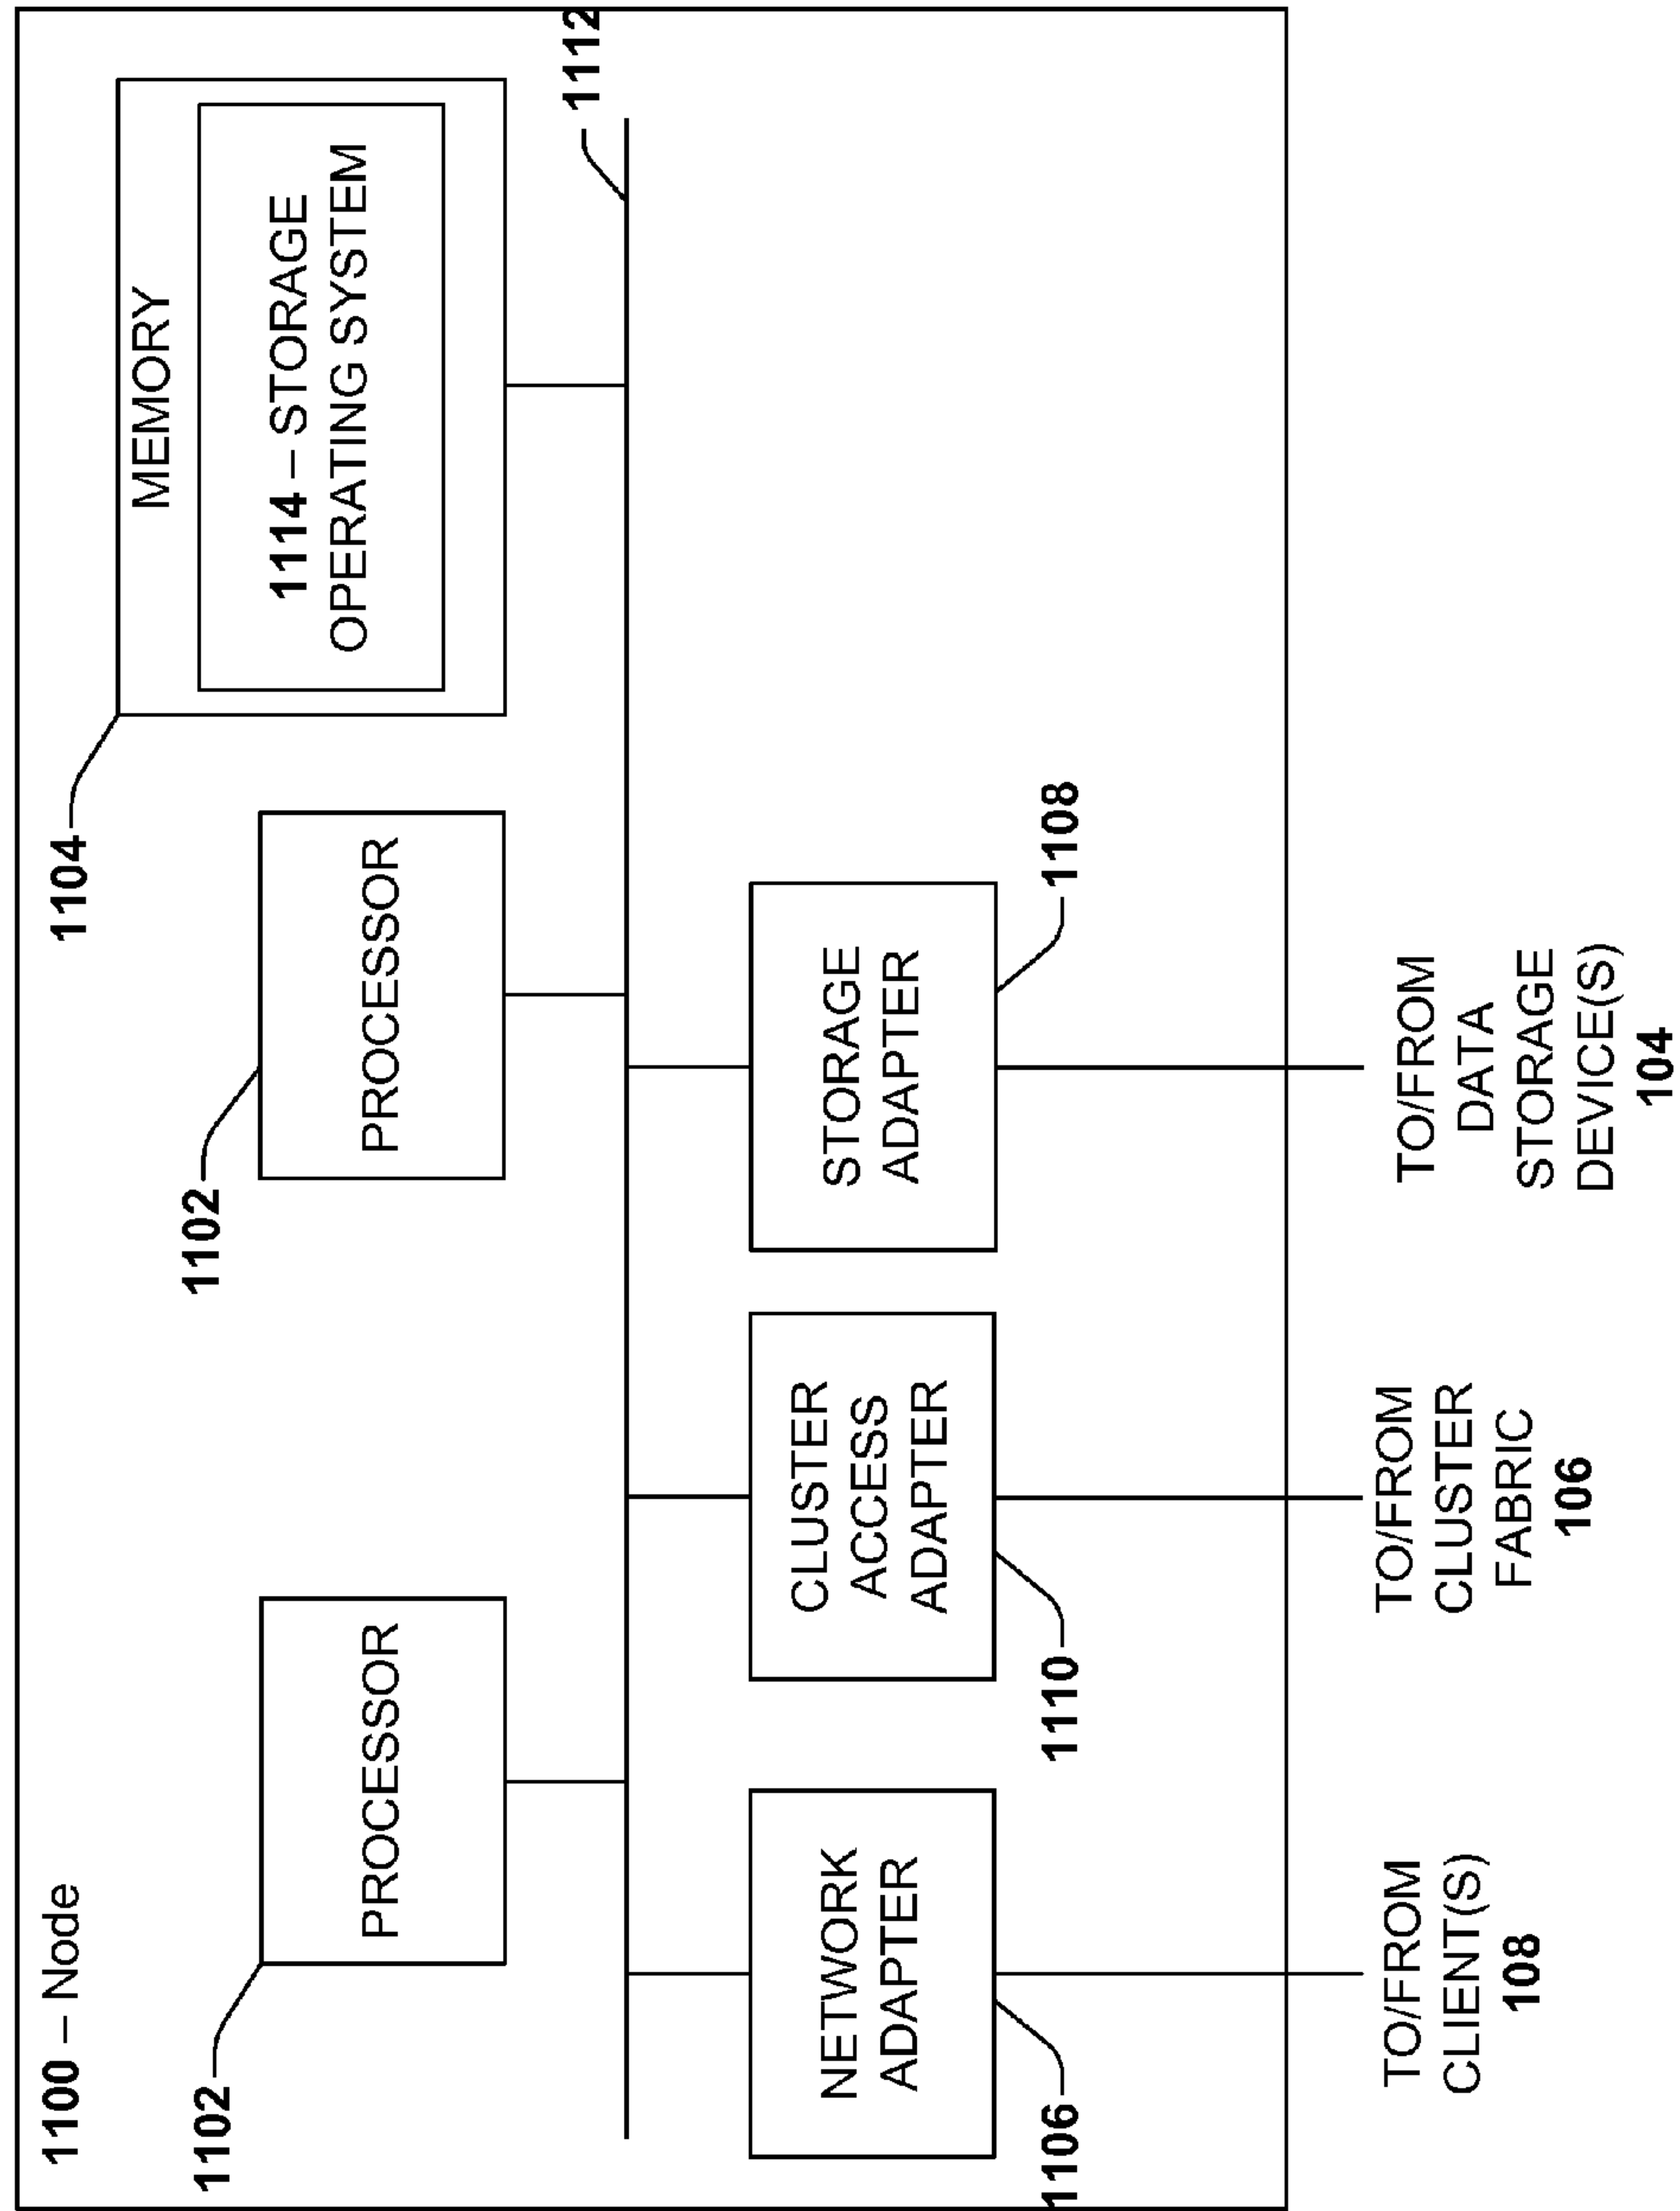 1100 – Node
1104
MEMORY
1102
PROCESSOR
1102
PROCESSOR
1114 – STORAGE
OPERATING SYSTEM
1112
NETWORK
ADAPTER
CLUSTER
ACCESS
ADAPTER
STORAGE
ADAPTER
1106
1110
1108
TO/FROM
CLIENT(S)
108
TO/FROM
CLUSTER
FABRIC
106
TO/FROM
DATA
STORAGE
DEVICE(S)
104